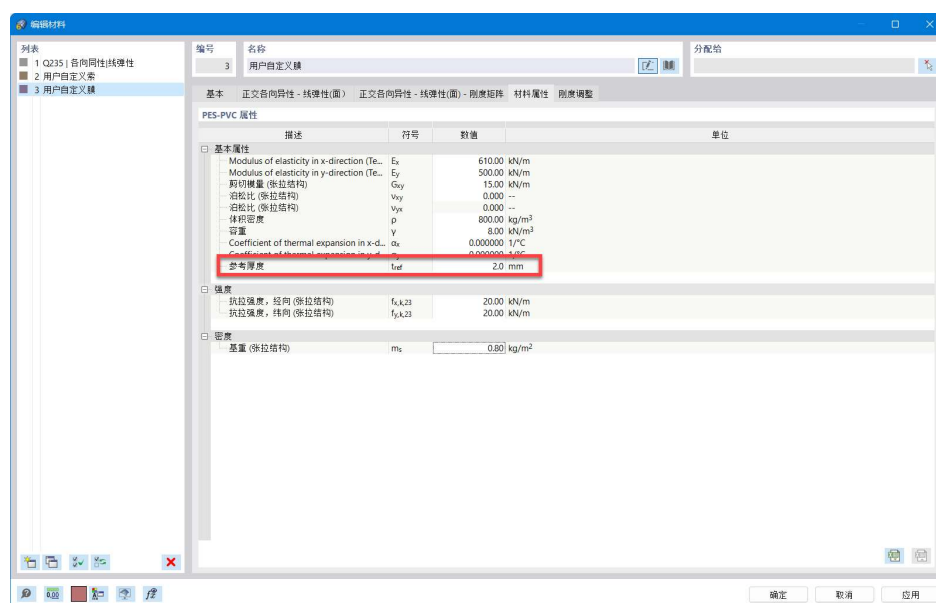 编辑材料
列表
1 Q235 | 各向同性|线弹性
2 用户自定义索
3 用户自定义膜
编号
名称
分配给
3
用户自定义膜
基本 正交各向异性 - 线弹性(面) 正交各向异性 - 线弹性(面) - 刚度矩阵 材料属性 刚度调整
PES-PVC 属性
描述 符号 数值 单位
基本属性
Modulus of elasticity in x-direction (Te... Ex 610.00 kN/m
Modulus of elasticity in y-direction (Te... Ey 500.00 kN/m
剪切模量 (张拉结构) Gxy 15.00 kN/m
泊松比 (张拉结构) νxy 0.000 --
泊松比 (张拉结构) νyx 0.000 --
体积密度 ρ 800.00 kg/m³
容重 γ 8.00 kN/m³
Coefficient of thermal expansion in x-d... αx 0.000000 1/°C
Coefficient of thermal expansion in y-d... αy 0.000000 1/°C
参考厚度 tref 2.0 mm
强度
抗拉强度，经向 (张拉结构) fx,k,23 20.00 kN/m
抗拉强度，纬向 (张拉结构) fy,k,23 20.00 kN/m
密度
基重 (张拉结构) ms 0.80 kg/m²
0,00
确定 取消 应用